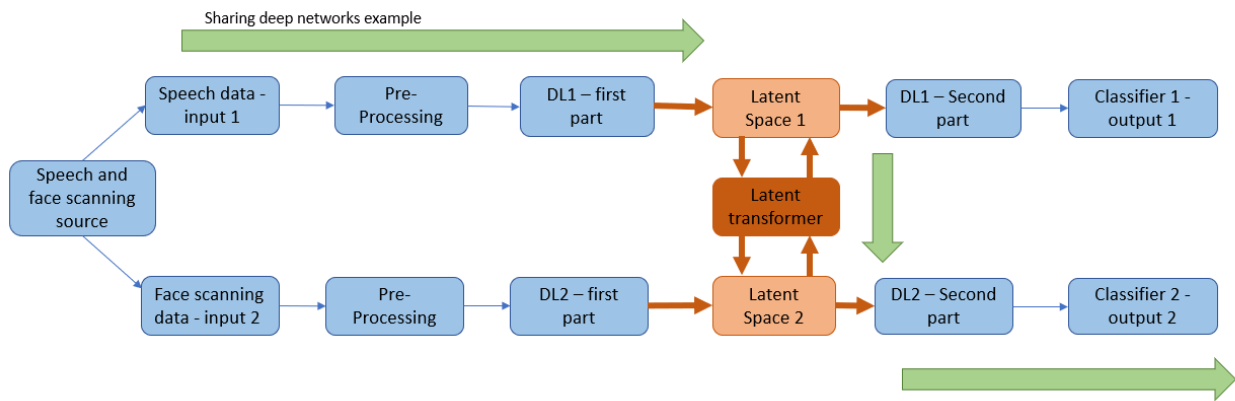 Sharing deep networks example
Speech data -
input 1
Pre-
Processing
DL1 – first
part
Latent
Space 1
DL1 – Second
part
Classifier 1 -
output 1
Speech and
face scanning
source
Latent
transformer
Face scanning
data - input 2
Pre-
Processing
DL2 – first
part
Latent
Space 2
DL2 – Second
part
Classifier 2 -
output 2